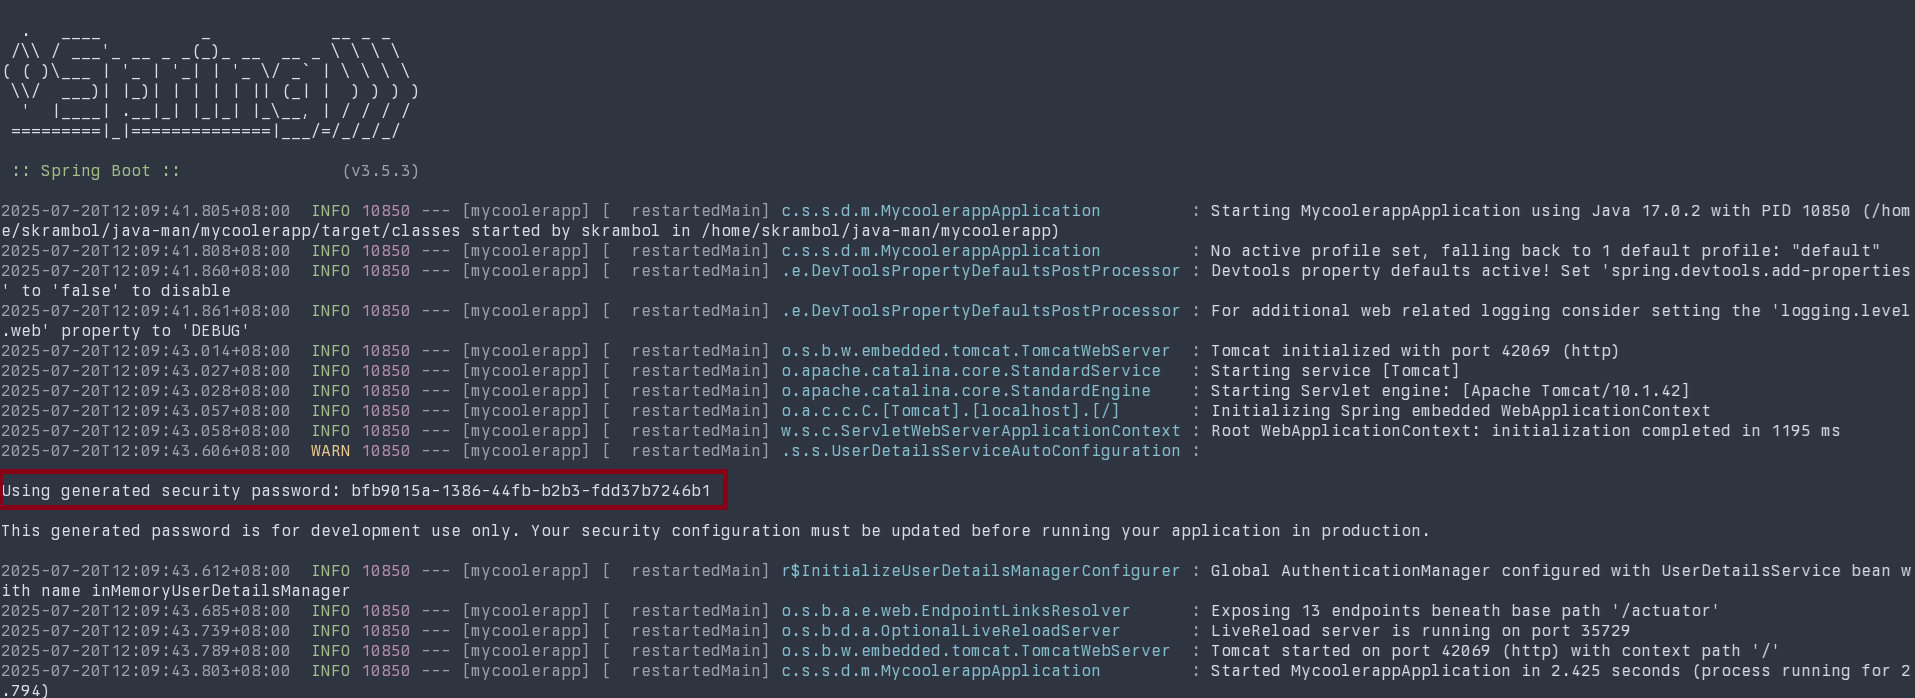 .   ____          _            __ _ _
 /\\ / ___'_ __ _ _(_)_ __  __ _ \ \ \ \
( ( )\___ | '_ | '_| | '_ \/ _` | \ \ \ \
 \\/  ___)| |_)| | | | | || (_| |  ) ) ) )
  '  |____| .__|_| |_|_| |_\__, | / / / /
 =========|_|==============|___/=/_/_/_/

 :: Spring Boot ::                (v3.5.3)

2025-07-20T12:09:41.805+08:00  INFO 10850 --- [mycoolerapp] [  restartedMain] c.s.s.d.m.MycoolerappApplication         : Starting MycoolerappApplication using Java 17.0.2 with PID 10850 (/hom
e/skrambol/java-man/mycoolerapp/target/classes started by skrambol in /home/skrambol/java-man/mycoolerapp)
2025-07-20T12:09:41.808+08:00  INFO 10850 --- [mycoolerapp] [  restartedMain] c.s.s.d.m.MycoolerappApplication         : No active profile set, falling back to 1 default profile: "default"
2025-07-20T12:09:41.860+08:00  INFO 10850 --- [mycoolerapp] [  restartedMain] .e.DevToolsPropertyDefaultsPostProcessor : Devtools property defaults active! Set 'spring.devtools.add-properties
' to 'false' to disable
2025-07-20T12:09:41.861+08:00  INFO 10850 --- [mycoolerapp] [  restartedMain] .e.DevToolsPropertyDefaultsPostProcessor : For additional web related logging consider setting the 'logging.level
.web' property to 'DEBUG'
2025-07-20T12:09:43.014+08:00  INFO 10850 --- [mycoolerapp] [  restartedMain] o.s.b.w.embedded.tomcat.TomcatWebServer  : Tomcat initialized with port 42069 (http)
2025-07-20T12:09:43.027+08:00  INFO 10850 --- [mycoolerapp] [  restartedMain] o.apache.catalina.core.StandardService   : Starting service [Tomcat]
2025-07-20T12:09:43.028+08:00  INFO 10850 --- [mycoolerapp] [  restartedMain] o.apache.catalina.core.StandardEngine    : Starting Servlet engine: [Apache Tomcat/10.1.42]
2025-07-20T12:09:43.057+08:00  INFO 10850 --- [mycoolerapp] [  restartedMain] o.a.c.c.C.[Tomcat].[localhost].[/]       : Initializing Spring embedded WebApplicationContext
2025-07-20T12:09:43.058+08:00  INFO 10850 --- [mycoolerapp] [  restartedMain] w.s.c.ServletWebServerApplicationContext : Root WebApplicationContext: initialization completed in 1195 ms
2025-07-20T12:09:43.606+08:00  WARN 10850 --- [mycoolerapp] [  restartedMain] .s.s.UserDetailsServiceAutoConfiguration :

Using generated security password: bfb9015a-1386-44fb-b2b3-fdd37b7246b1

This generated password is for development use only. Your security configuration must be updated before running your application in production.

2025-07-20T12:09:43.612+08:00  INFO 10850 --- [mycoolerapp] [  restartedMain] r$InitializeUserDetailsManagerConfigurer : Global AuthenticationManager configured with UserDetailsService bean w
ith name inMemoryUserDetailsManager
2025-07-20T12:09:43.685+08:00  INFO 10850 --- [mycoolerapp] [  restartedMain] o.s.b.a.e.web.EndpointLinksResolver      : Exposing 13 endpoints beneath base path '/actuator'
2025-07-20T12:09:43.739+08:00  INFO 10850 --- [mycoolerapp] [  restartedMain] o.s.b.d.a.OptionalLiveReloadServer       : LiveReload server is running on port 35729
2025-07-20T12:09:43.789+08:00  INFO 10850 --- [mycoolerapp] [  restartedMain] o.s.b.w.embedded.tomcat.TomcatWebServer  : Tomcat started on port 42069 (http) with context path '/'
2025-07-20T12:09:43.803+08:00  INFO 10850 --- [mycoolerapp] [  restartedMain] c.s.s.d.m.MycoolerappApplication         : Started MycoolerappApplication in 2.425 seconds (process running for 2
.794)